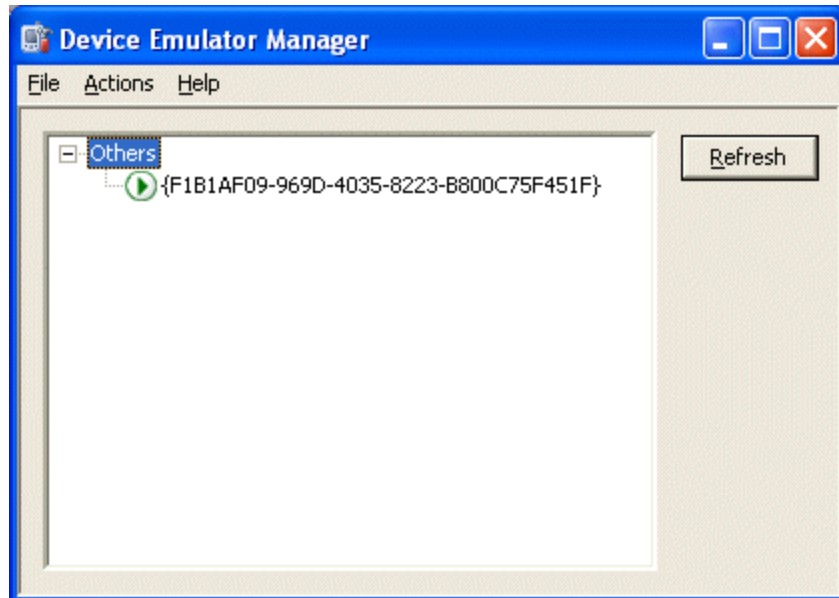 Device Emulator Manager
File Actions Help
Others
Refresh
{F1B1AF09-969D-4035-8223-B800C75F451F}